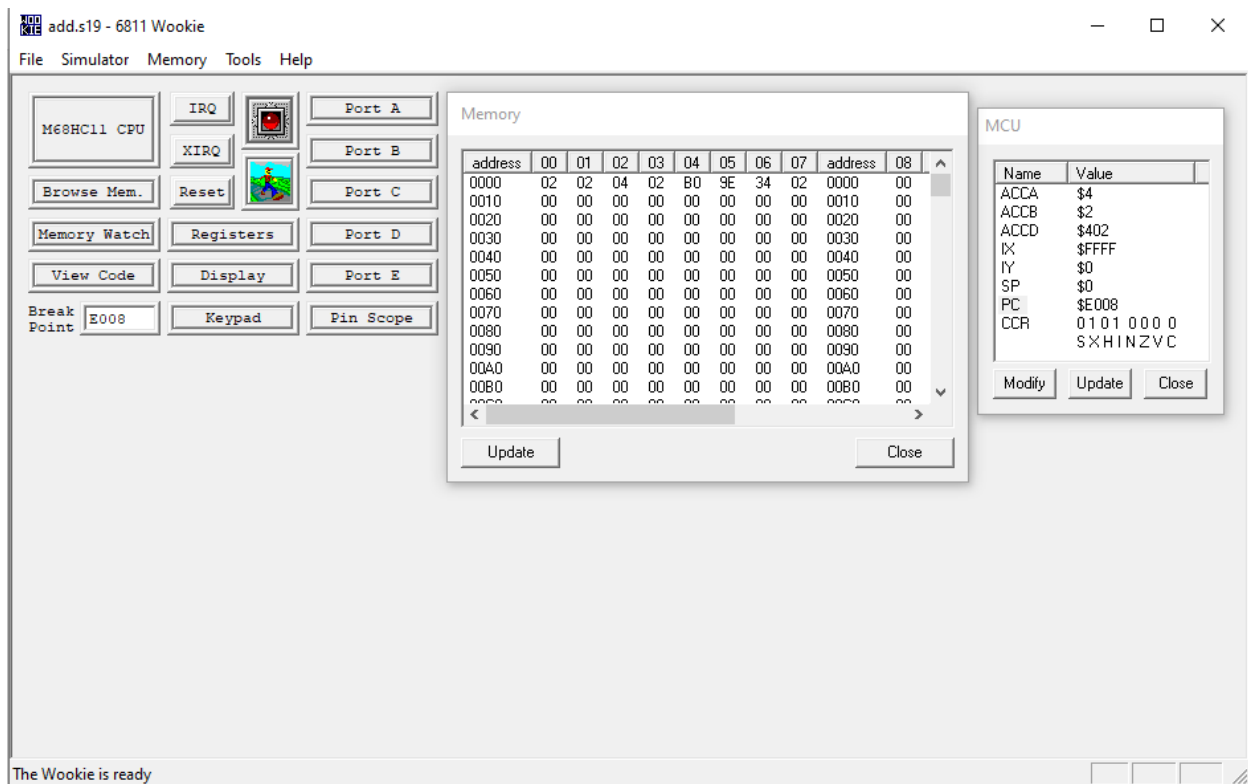 WOO
KIE add.s19 - 6811 Wookie
File Simulator Memory Tools Help
M68HC11 CPU
IRQ
XIRQ
Port A
Port B
Browse Mem.
Reset
Port C
Memory Watch
Registers
Port D
View Code
Display
Port E
Break
Point
E008
Keypad
Pin Scope
Memory
address 00 01 02 03 04 05 06 07 address 08
0000 02 02 04 02 B0 9E 34 02 0000 00
0010 00 00 00 00 00 00 00 00 0010 00
0020 00 00 00 00 00 00 00 00 0020 00
0030 00 00 00 00 00 00 00 00 0030 00
0040 00 00 00 00 00 00 00 00 0040 00
0050 00 00 00 00 00 00 00 00 0050 00
0060 00 00 00 00 00 00 00 00 0060 00
0070 00 00 00 00 00 00 00 00 0070 00
0080 00 00 00 00 00 00 00 00 0080 00
0090 00 00 00 00 00 00 00 00 0090 00
00A0 00 00 00 00 00 00 00 00 00A0 00
00B0 00 00 00 00 00 00 00 00 00B0 00
Update
Close
MCU
Name Value
ACCA $4
ACCB $2
ACCD $402
IX $FFFF
IY $0
SP $0
PC $E008
CCR 0 1 0 1 0 0 0 0
S X H I N Z V C
Modify
Update
Close
The Wookie is ready